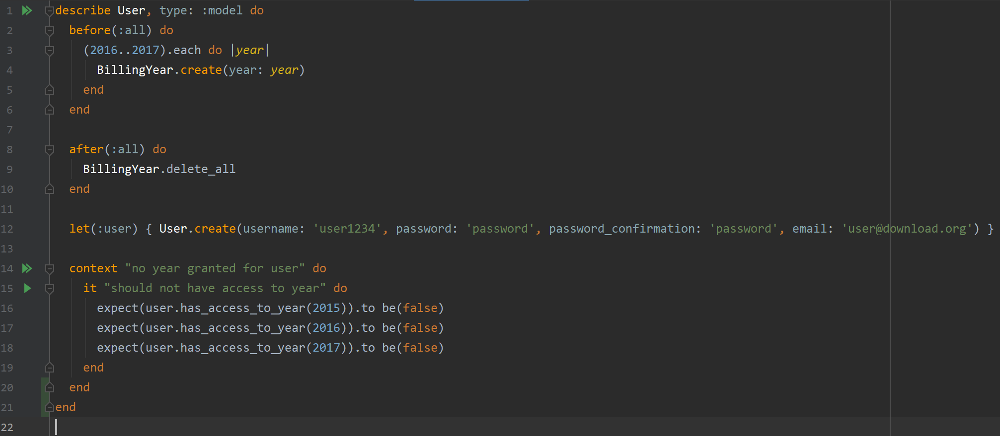 1 describe User, type: :model do
2   before(:all) do
3     (2016..2017).each do |year|
4       BillingYear.create(year: year)
5     end
6   end
7
8   after(:all) do
9     BillingYear.delete_all
10   end
11
12   let(:user) { User.create(username: 'user1234', password: 'password', password_confirmation: 'password', email: 'user@download.org') }
13
14   context "no year granted for user" do
15     it "should not have access to year" do
16       expect(user.has_access_to_year(2015)).to be(false)
17       expect(user.has_access_to_year(2016)).to be(false)
18       expect(user.has_access_to_year(2017)).to be(false)
19     end
20   end
21 end
22